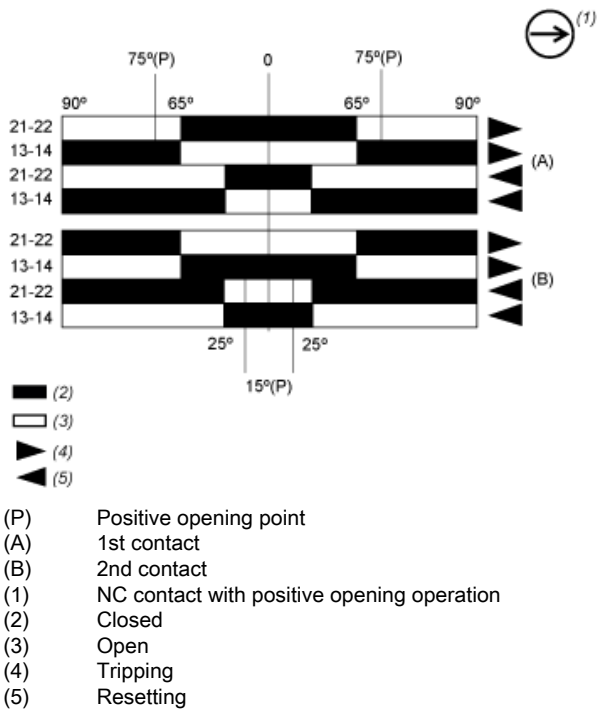 (1)
75º(P) 0 75º(P)
90º 65º 65º 90º
21-22
13-14
21-22
13-14
(A)
21-22
13-14
21-22
13-14
(B)
25º 25º
15º(P)
(2)
(3)
(4)
(5)
(P) Positive opening point
(A) 1st contact
(B) 2nd contact
(1) NC contact with positive opening operation
(2) Closed
(3) Open
(4) Tripping
(5) Resetting